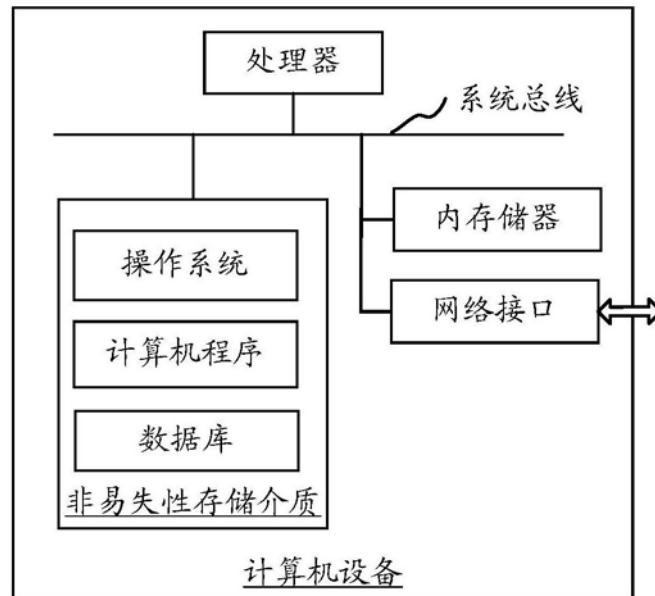 处理器
系统总线
内存储器
操作系统
网络接口
计算机程序
数据库
非易失性存储介质
计算机设备